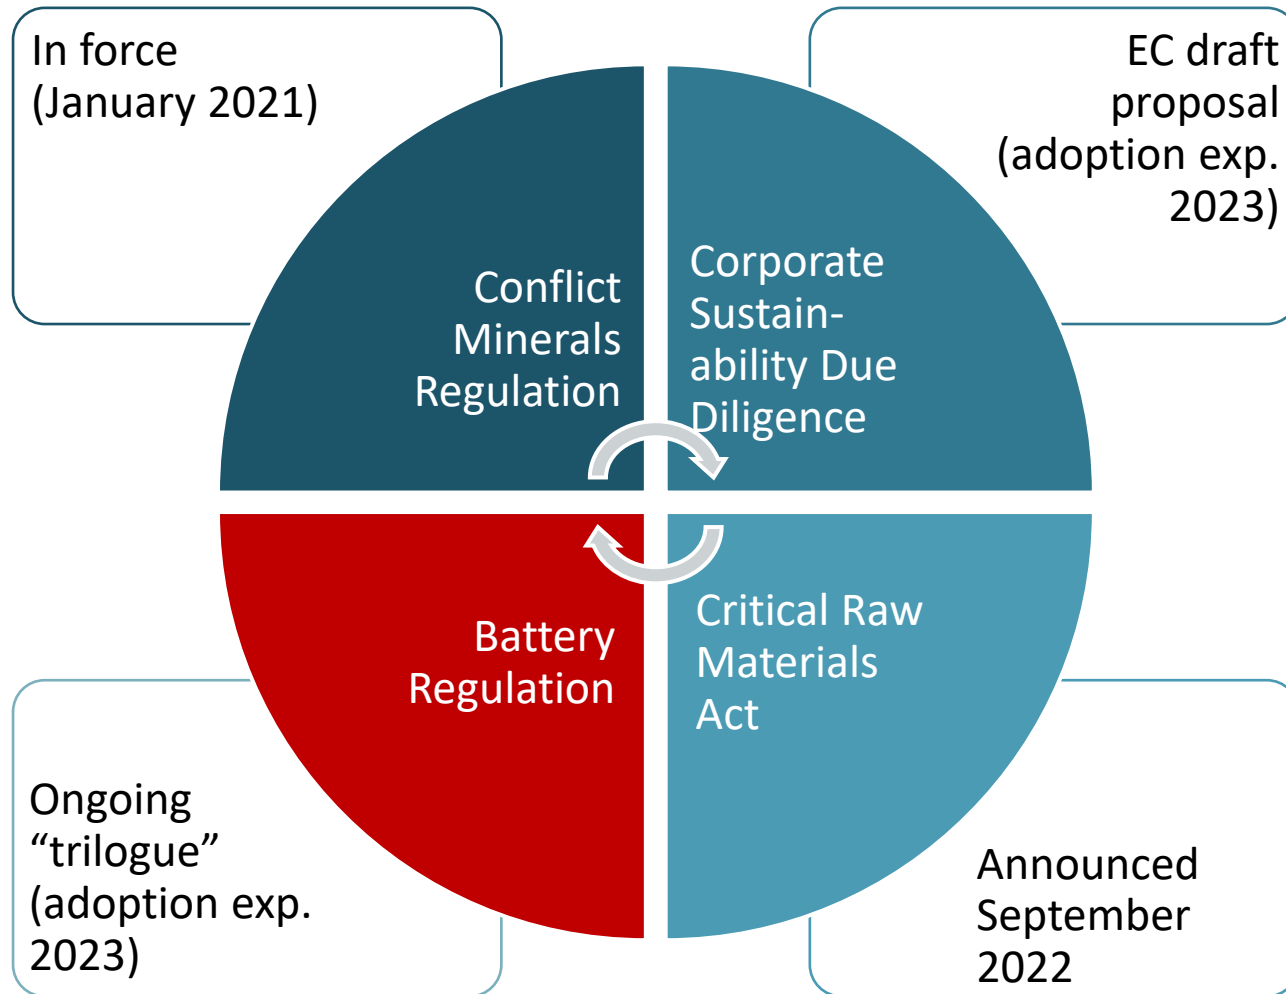 In force
(January 2021)
EC draft
proposal
(adoption exp.
2023)
Conflict
Minerals
Regulation
Corporate
Sustain-
ability Due
Diligence
Battery
Regulation
Critical Raw
Materials
Act
Ongoing
“trilogue”
(adoption exp.
2023)
Announced
September
2022